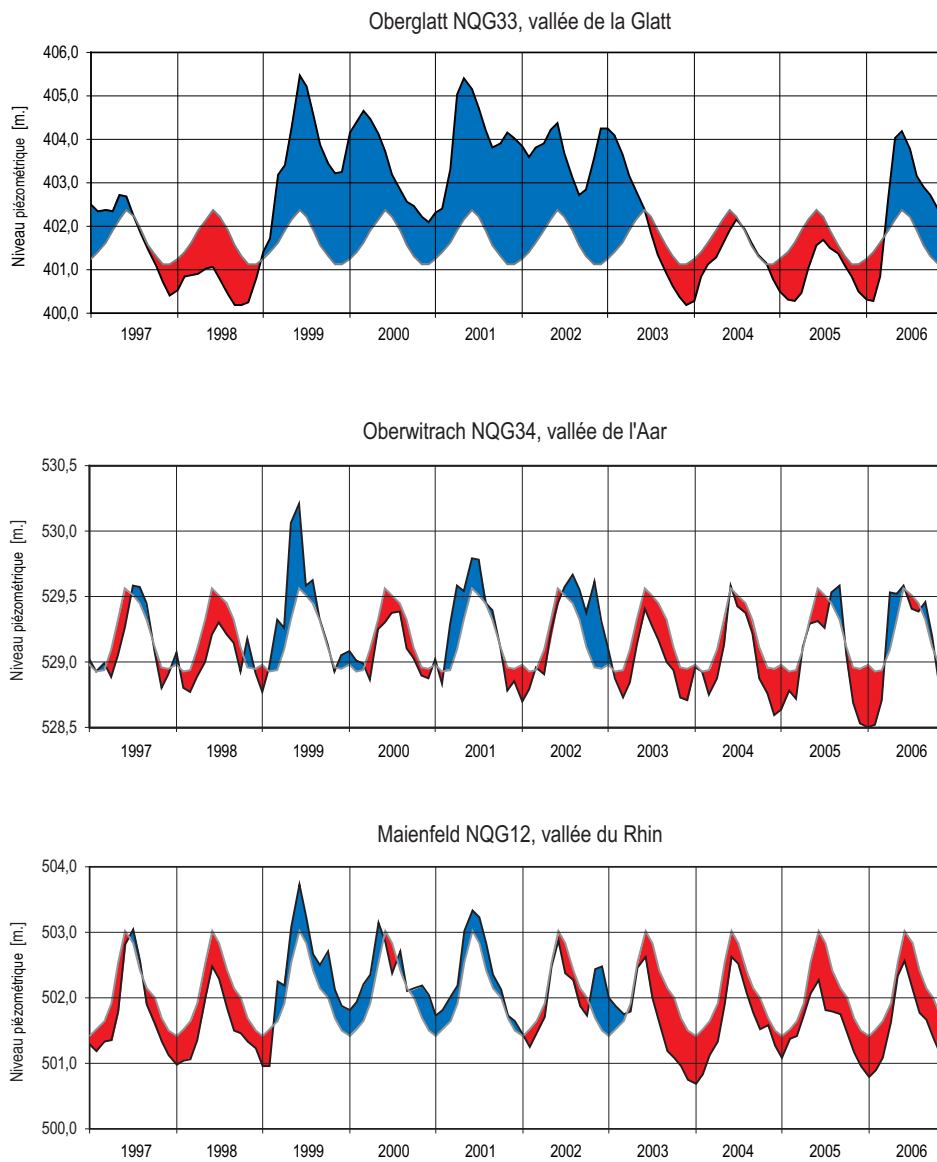 Oberglatt NQG33, vallée de la Glatt
Niveau piézométrique [m.]
406,0
405,0
404,0
403,0
402,0
401,0
400,0
1997 1998 1999 2000 2001 2002 2003 2004 2005 2006
Oberwitrach NQG34, vallée de l'Aar
Niveau piézométrique [m.]
530,5
530,0
529,5
529,0
528,5
1997 1998 1999 2000 2001 2002 2003 2004 2005 2006
Maienfeld NQG12, vallée du Rhin
Niveau piézométrique [m.]
504,0
503,0
502,0
501,0
500,0
1997 1998 1999 2000 2001 2002 2003 2004 2005 2006